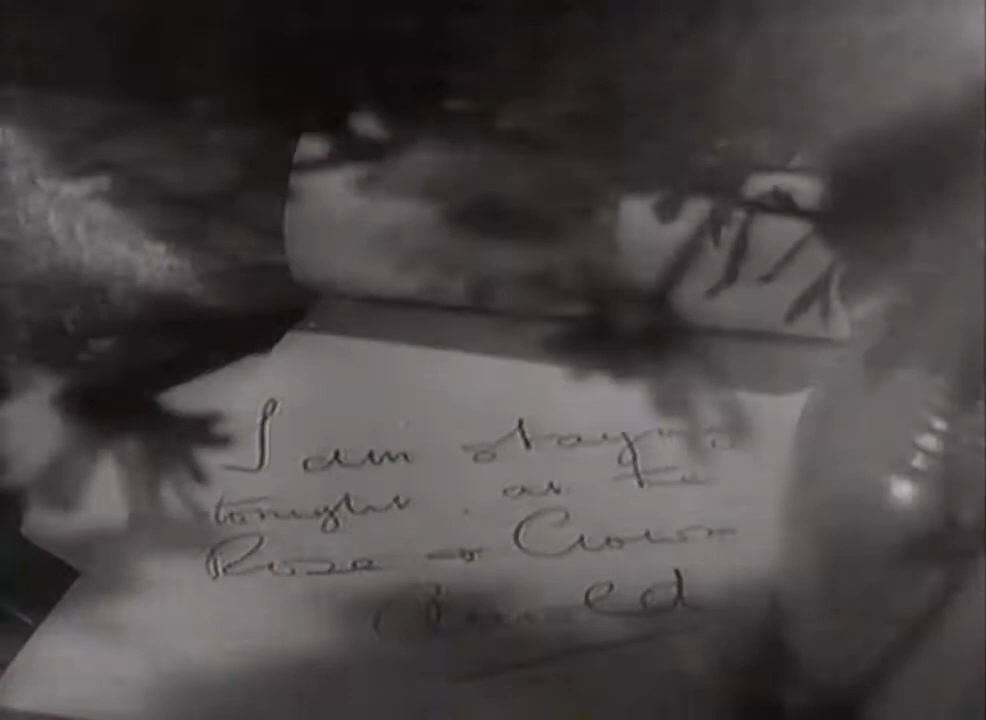 I am staying
tonight at the
Rose & Crown